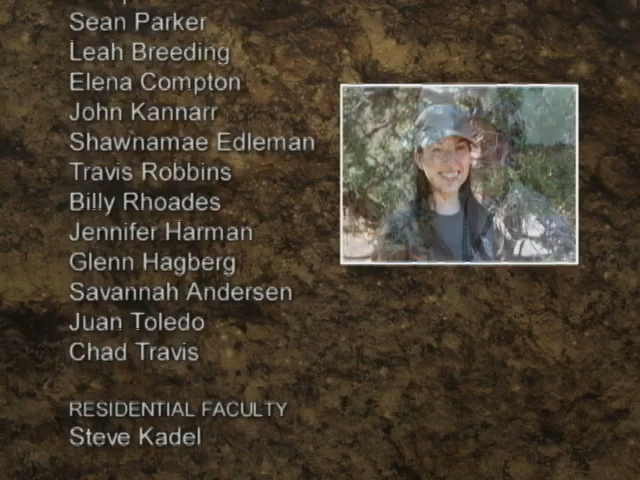 Sean Parker
Leah Breeding
Elena Compton
John Kannarr
Shawnamae Edleman
Travis Robbins
Billy Rhoades
Jennifer Harman
Glenn Hagberg
Savannah Andersen
Juan Toledo
Chad Travis
RESIDENTIAL FACULTY
Steve Kadel